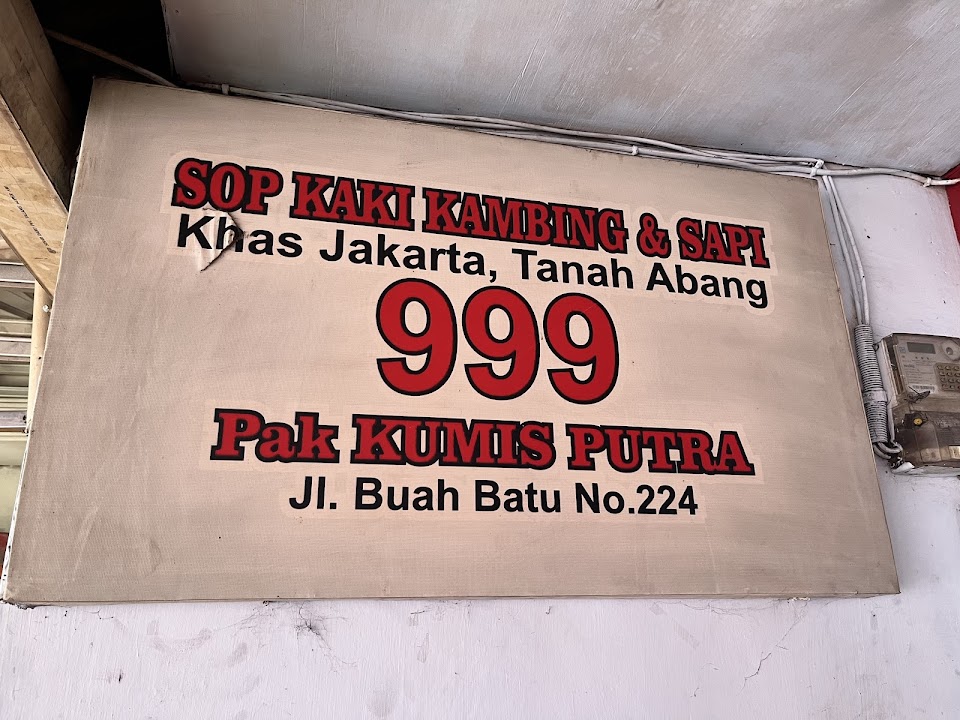 SOP KAKI KAMBING & SAPI
Khas Jakarta, Tanah Abang
999
Pak KUMIS PUTRA
Jl. Buah Batu No.224